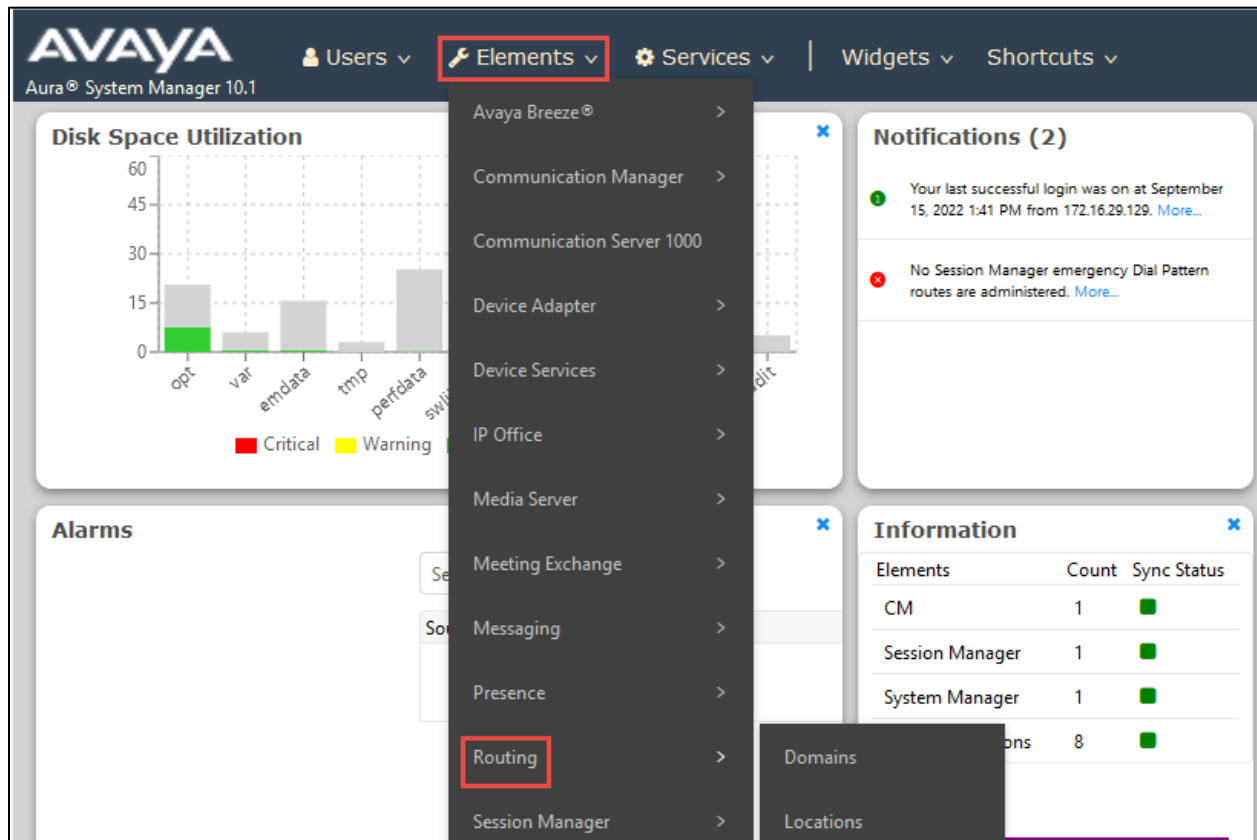 AVAYA
Aura® System Manager 10.1
Users
Elements
Services
Widgets
Shortcuts
Disk Space Utilization
60
45
30
15
0
opt
var
emdata
tmp
perfdata
Critical
Warning
Avaya Breeze®
Communication Manager
Communication Server 1000
Device Adapter
Device Services
IP Office
Media Server
Meeting Exchange
Messaging
Presence
Routing
Session Manager
Domains
Locations
Notifications (2)
1
Your last successful login was on at September
15, 2022 1:41 PM from 172.16.29.129. More...
No Session Manager emergency Dial Pattern
routes are administered. More...
Alarms
Information
Elements Count Sync Status
CM 1
Session Manager 1
System Manager 1
ons 8